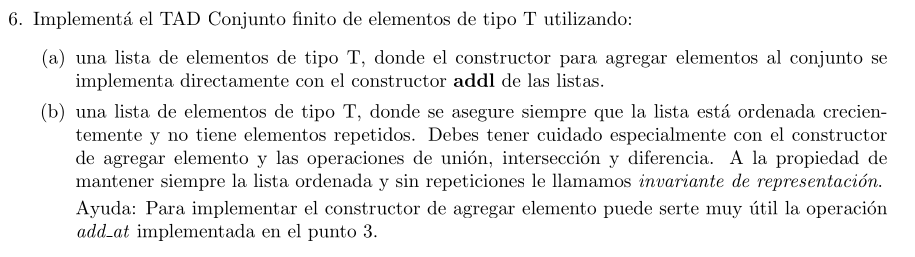 6. Implementá el TAD Conjunto finito de elementos de tipo T utilizando:
(a) una lista de elementos de tipo T, donde el constructor para agregar elementos al conjunto se
implementa directamente con el constructor addl de las listas.
(b) una lista de elementos de tipo T, donde se asegure siempre que la lista está ordenada crecien-
temente y no tiene elementos repetidos. Debes tener cuidado especialmente con el constructor
de agregar elemento y las operaciones de unión, intersección y diferencia. A la propiedad de
mantener siempre la lista ordenada y sin repeticiones le llamamos invariante de representación.
Ayuda: Para implementar el constructor de agregar elemento puede serte muy útil la operación
add_at implementada en el punto 3.